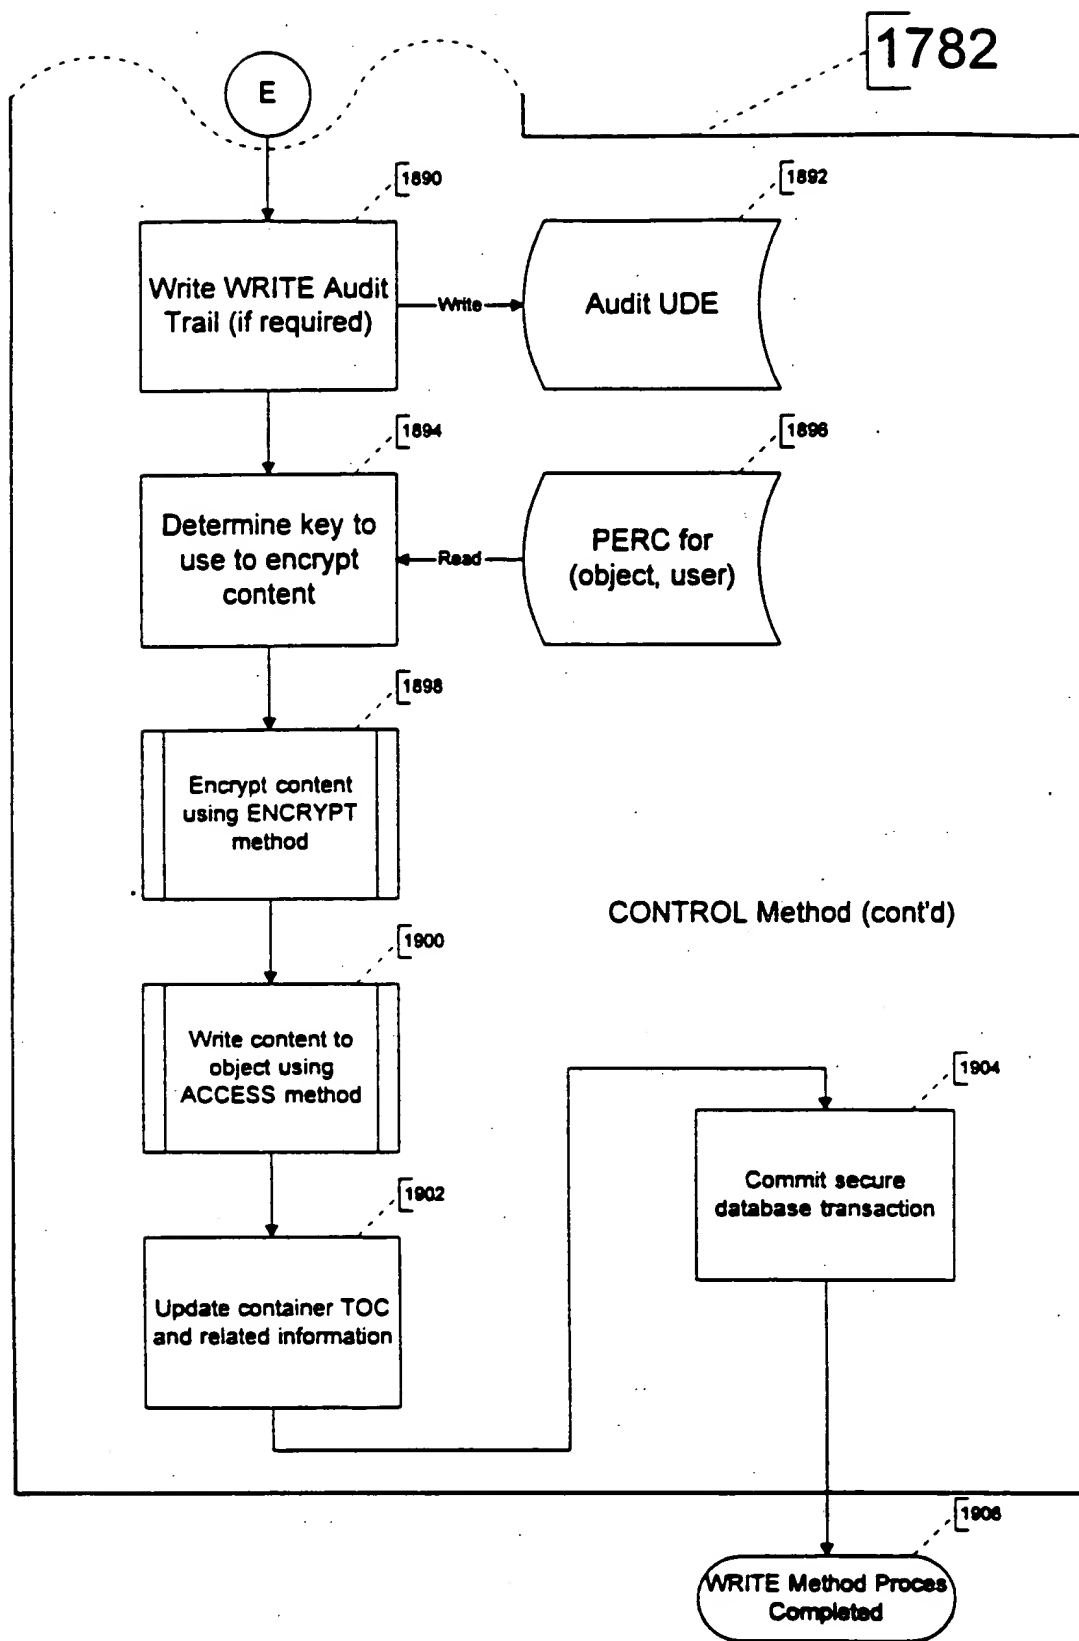 1782
E
1890
1892
Write WRITE Audit
Trail (if required)
Write
Audit UDE
1894
1896
Determine key to
use to encrypt
content
Read
PERC for
(object, user)
1898
Encrypt content
using ENCRYPT
method
CONTROL Method (cont'd)
1900
Write content to
object using
ACCESS method
1904
Commit secure
database transaction
1902
Update container TOC
and related information
1906
WRITE Method Proces
Completed